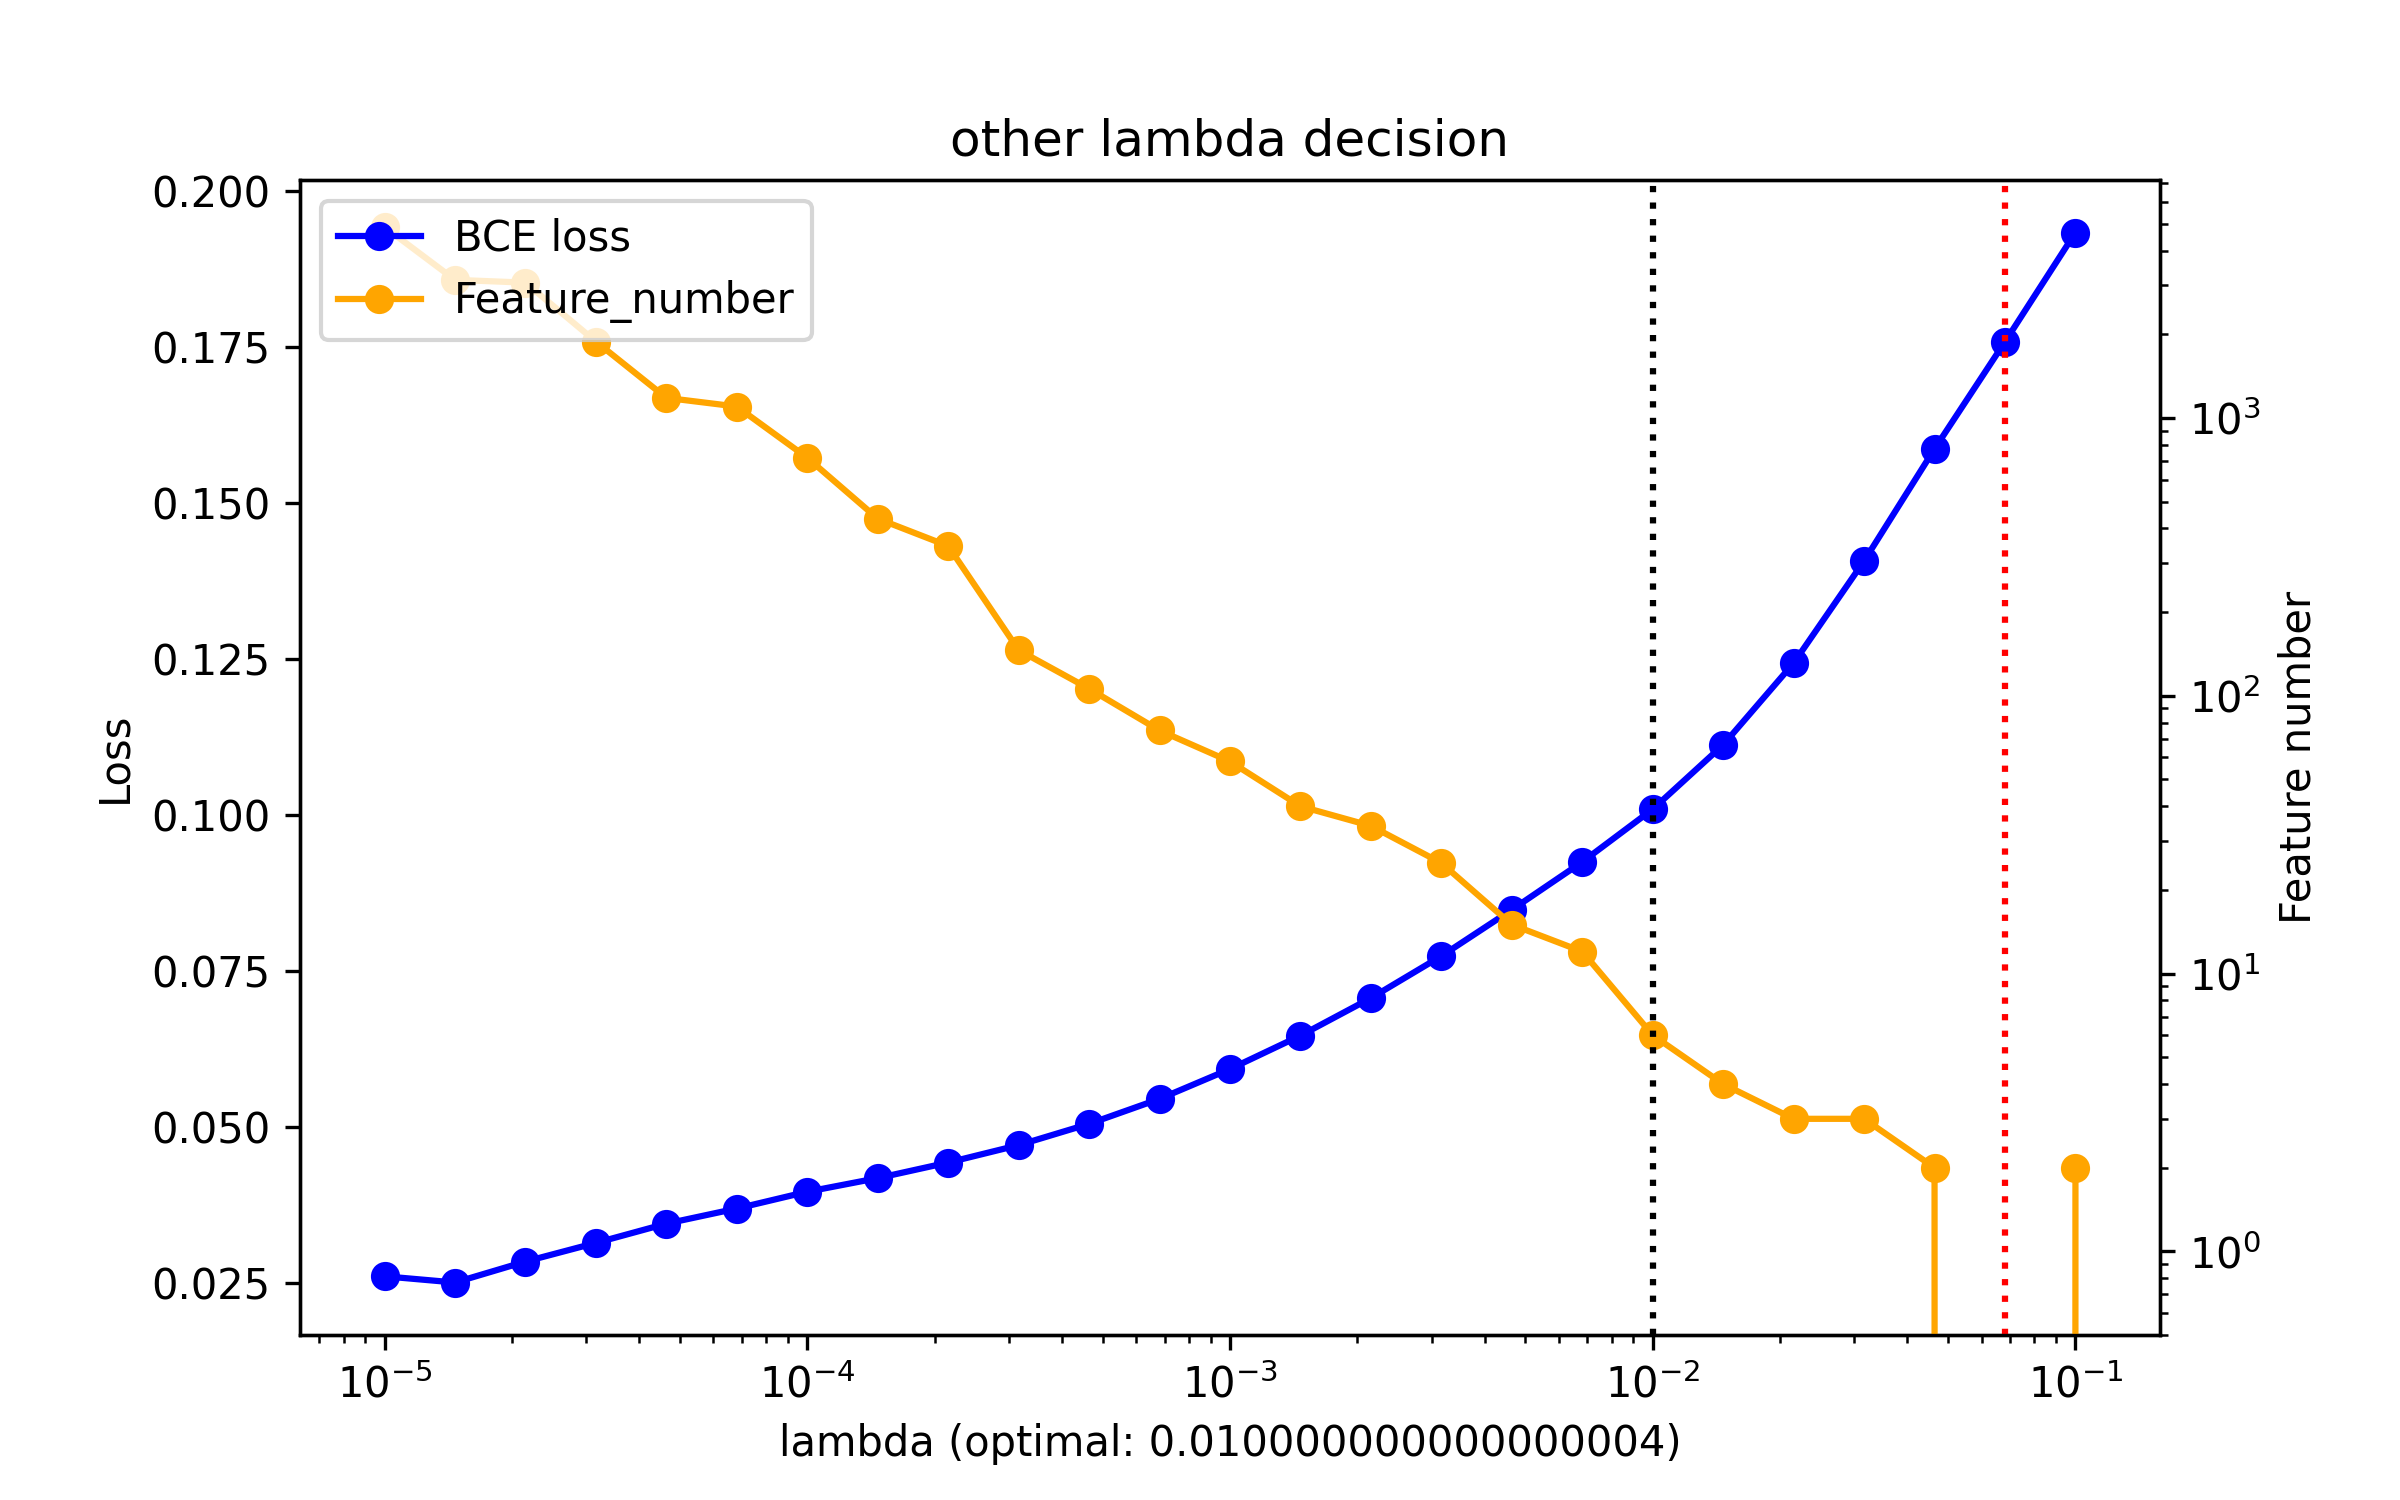 other lambda decision
BCE loss
Feature_number
0.200
0.175
0.150
0.125
0.100
0.075
0.050
0.025
Loss
10³
10²
10¹
10⁰
Feature number
10⁻⁵ 10⁻⁴ 10⁻³ 10⁻² 10⁻¹
lambda (optimal: 0.010000000000000004)